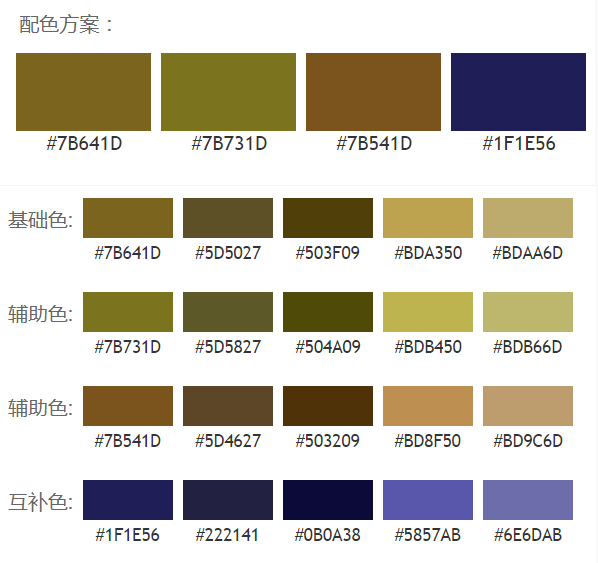 配色方案：
#7B641D #7B731D #7B541D #1F1E56
基础色:
#7B641D #5D5027 #503F09 #BDA350 #BDAA6D
辅助色:
#7B731D #5D5827 #504A09 #BDB450 #BDB66D
辅助色:
#7B541D #5D4627 #503209 #BD8F50 #BD9C6D
互补色:
#1F1E56 #222141 #0B0A38 #5857AB #6E6DAB